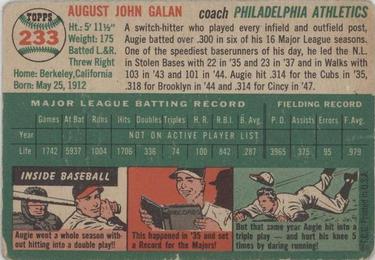 TOPPS
233
AUGUST JOHN GALAN coach PHILADELPHIA ATHLETICS
Ht.: 5' 11½"
Weight: 175
Batted L.&R.
Threw Right
Home: Berkeley, California
Born: May 25, 1912
A switch-hitter who played every infield and outfield post,
Augie batted over .300 in six of his 16 Major League seasons.
One of the speediest baserunners of his day, he led the N.L.
in Stolen Bases with 22 in '35 and 23 in '37 and in Walks with
103 in '43 and 101 in '44. Augie hit .314 for the Cubs in '35,
.318 for Brooklyn in '44 and .314 for Cincy in '47.
MAJOR LEAGUE BATTING RECORD FIELDING RECORD
Games At Bat Runs Hits Doubles Triples H.R. R.B.I. B.Avg. P.O. Assists Errors F.Avg.
Year NOT ON ACTIVE PLAYER LIST
Life 1742 5937 1004 1706 336 74 100 830 .287 3965 375 95 .979
INSIDE BASEBALL
Augie went a whole season with-
out hitting into a double play!!
RECORDS
This happened in '35 and set
a Record for the Majors!
But that same year Augie hit into a
triple play — and hurt his knee 5
times by daring running!